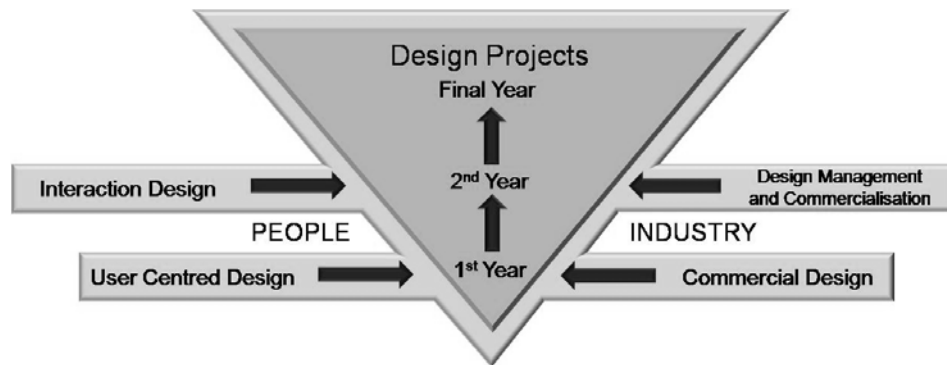 Design Projects
Final Year
Interaction Design
2nd Year
Design Management
and Commercialisation
PEOPLE
INDUSTRY
User Centred Design
1st Year
Commercial Design